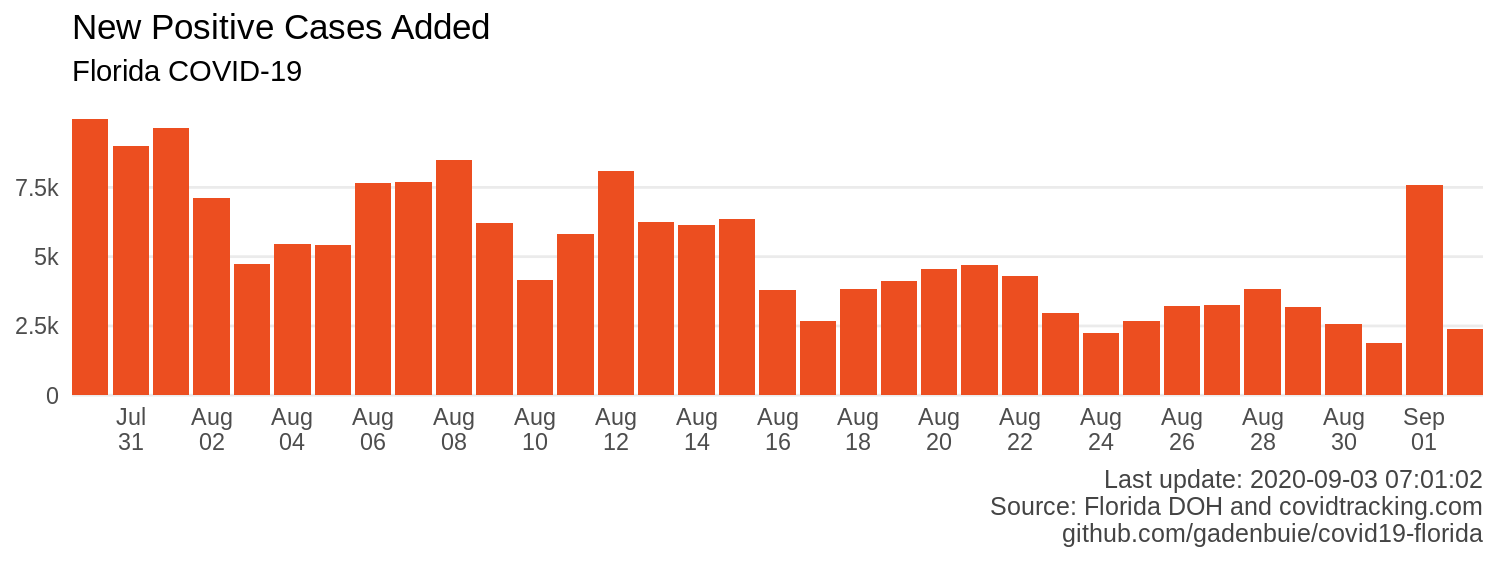 New Positive Cases Added
Florida COVID-19
7.5k
5k
2.5k
0
Jul Aug Aug Aug Aug Aug Aug Aug Aug Aug Aug Aug Aug Aug Aug Aug Sep
31 02 04 06 08 10 12 14 16 18 20 22 24 26 28 30 01
Last update: 2020-09-03 07:01:02
Source: Florida DOH and covidtracking.com
github.com/gadenbuie/covid19-florida